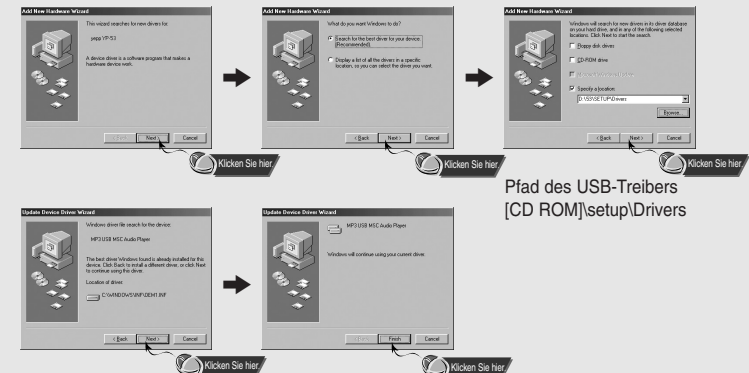 Add New Hardware Wizard
This wizard searches for new drivers for:
yepp YP-53
A device driver is a software program that makes a
hardware device work.
Next >
Cancel
Klicken Sie hier.
Add New Hardware Wizard
What do you want Windows to do?
Search for the best driver for your device.
(Recommended).
Display a list of all the drivers in a specific
location, so you can select the driver you want.
< Back
Next >
Cancel
Klicken Sie hier.
Add New Hardware Wizard
Windows will search for new drivers in its driver database
on your hard drive, and in any of the following selected
locations. Click Next to start the search.
Floppy disk drives
CD-ROM drive
Specify a location:
D:\53\SETUP\Drivers
Browse...
< Back
Next >
Cancel
Klicken Sie hier.
Pfad des USB-Treibers
[CD ROM]\setup\Drivers
Update Device Driver Wizard
Windows driver file search for the device:
MP3 USB MSC Audio Player
The best driver Windows found is already installed for this
device. Click Back to install a different driver, or click Next
to continue using this driver.
Location of driver:
C:\WINDOWS\INF\OEM1.INF
< Back
Next >
Cancel
Klicken Sie hier.
Update Device Driver Wizard
MP3 USB MSC Audio Player
Windows will continue using your current driver.
Finish
Cancel
Klicken Sie hier.